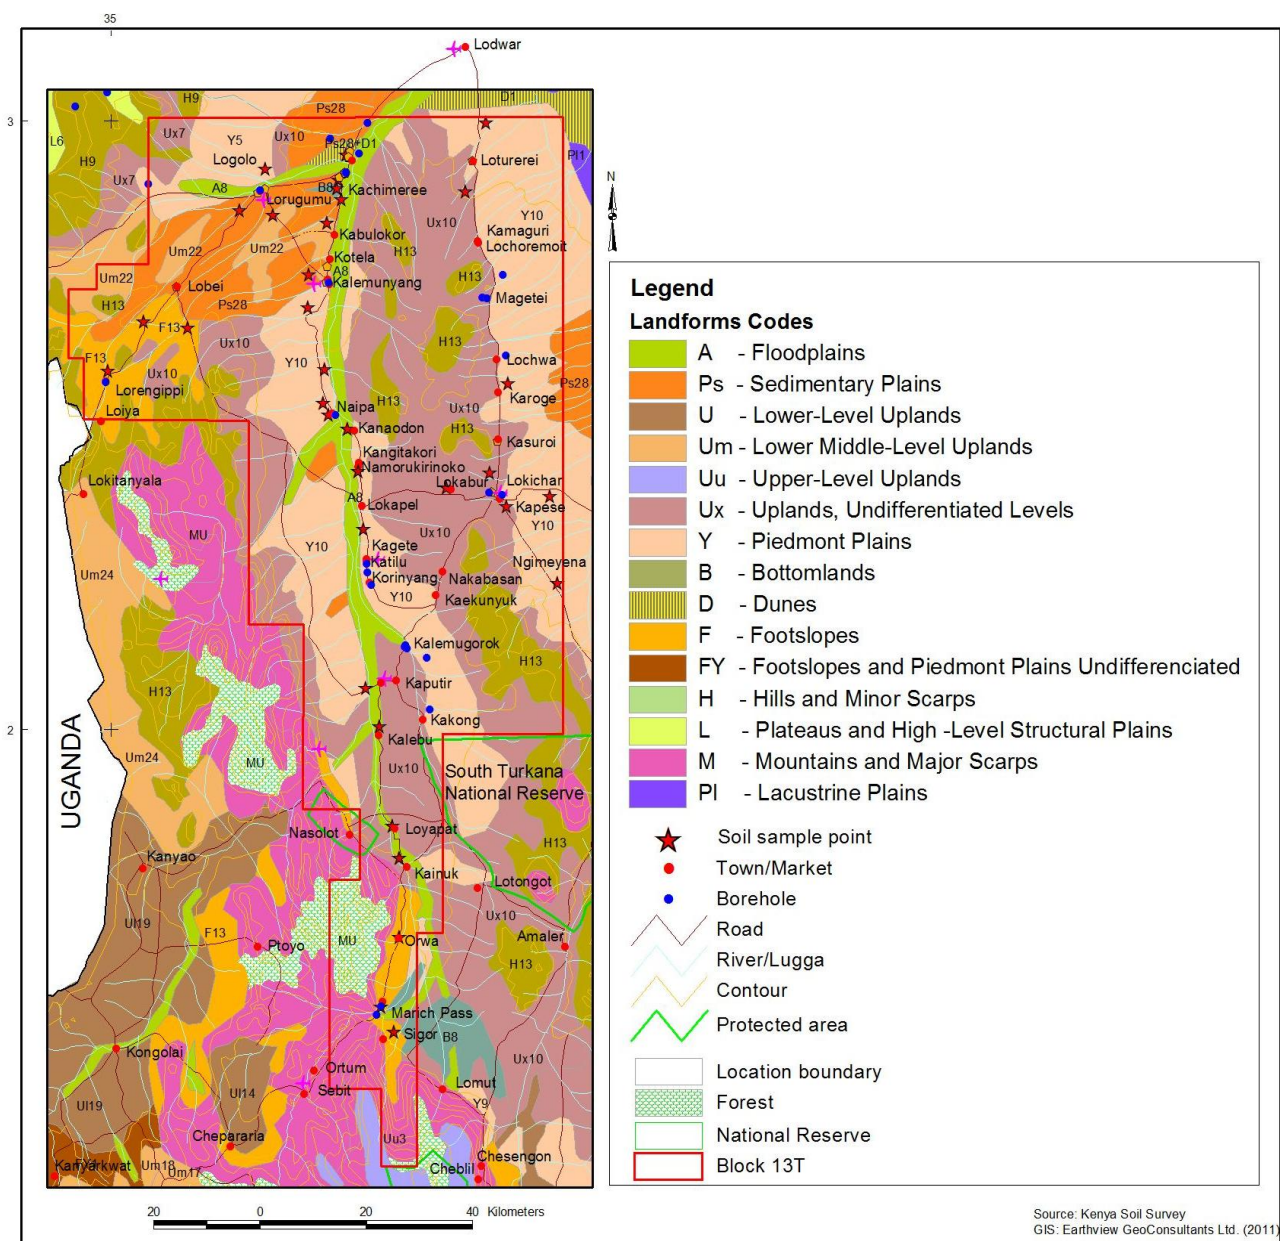 35
Lodwar
D1
H9
Ps28
3
Ux7
Y5
Ux10
Ps28+D1
L6
H9
Logolo
Loturerei
Pl1
Ux7
A8
B8
Kachimeree
N
Lorugumu
Y10
Ux10
Kamaguri
Kabulokor
Lochoremoit
Um22
Um22
H13
Kotela
A8
Um22
H13
Kalemunyang
Lobei
Magetei
H13
Ps28
F13
Ux10
H13
Lochwa
F13
Y10
Ux10
Ps28
Lorengippi
Karoge
Naipa
H13
Ux10
Loiya
Kanaodon
H13
Kasuroi
Kangitakori
Namorukirinoko
Lokitanyala
Lokabur
Lokichar
A8
Lokapel
Kapese
MU
Ux10
Y10
Y10
Kagete
Ngimeyena
Katilu
Um24
Korinyang
Nakabasan
Y10
Kaekunyuk
Kalemugorok
H13
H13
Kaputir
Kakong
2
Kalebu
UGANDA
Um24
MU
Ux10
South Turkana
National Reserve
Nasolot
Loyapat
H13
Kanyao
Kainuk
Lotongot
Ul19
F13
Ux10
Ptoyo
MU
Orwa
Amaler
H13
Marich Pass
Sigor
B8
Kongolai
Ux10
Ortum
Sebit
Lomut
Ul19
Ul14
Y9
Chepararia
Uu3
Kanyarkwat
Um18
Um17
Chesengon
Cheblil
20
0
20
40
Kilometers
Legend
Landforms Codes
A - Floodplains
Ps - Sedimentary Plains
U - Lower-Level Uplands
Um - Lower Middle-Level Uplands
Uu - Upper-Level Uplands
Ux - Uplands, Undifferentiated Levels
Y - Piedmont Plains
B - Bottomlands
D - Dunes
F - Footslopes
FY - Footslopes and Piedmont Plains Undifferenciated
H - Hills and Minor Scarps
L - Plateaus and High -Level Structural Plains
M - Mountains and Major Scarps
Pl - Lacustrine Plains
Soil sample point
Town/Market
Borehole
Road
River/Lugga
Contour
Protected area
Location boundary
Forest
National Reserve
Block 13T
Source: Kenya Soil Survey
GIS: Earthview GeoConsultants Ltd. (2011)